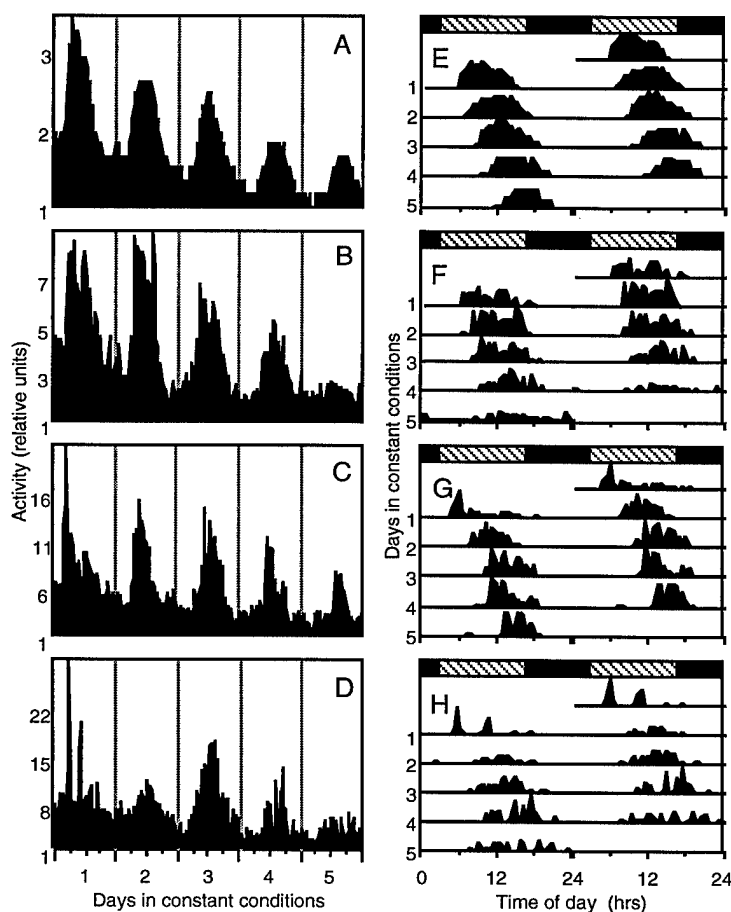 A
3
2
1
B
7
5
3
1
C
16
11
6
1
D
22
15
8
1
1 2 3 4 5
Days in constant conditions
Activity (relative units)
E
1
2
3
4
5
F
1
2
3
4
5
G
1
2
3
4
5
H
1
2
3
4
5
0 12 24 12 24
Time of day (hrs)
Days in constant conditions